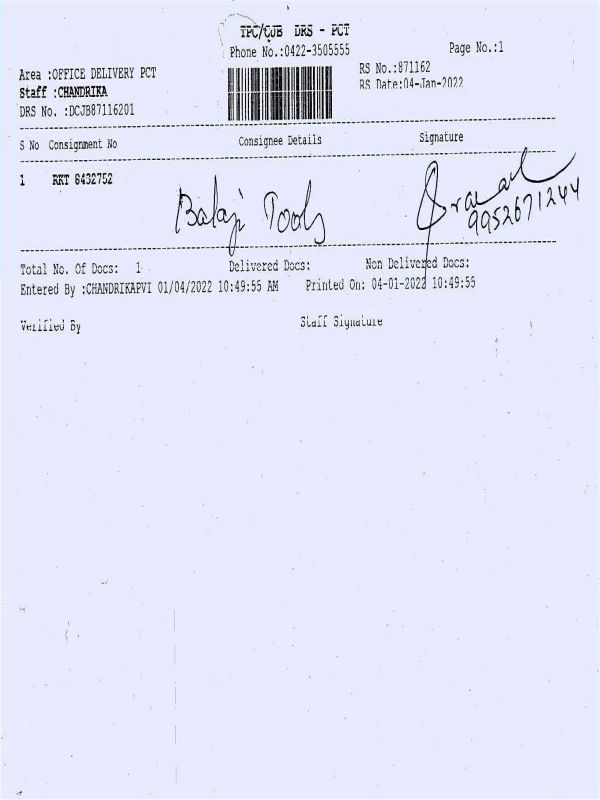 TPC/CJB DRS - PCT
Phone No.:0422-3505555
Page No.:1
Area :OFFICE DELIVERY PCT
RS No.:871162
Staff :CHANDRIKA
RS Date:04-Jan-2022
DRS No. :DCJB87116201
S No Consignment No Consignee Details Signature
1 RKT 8432752 Balaji Tools
9952671244
Total No. Of Docs: 1 Delivered Docs: Non Delivered Docs:
Entered By :CHANDRIKAPVI 01/04/2022 10:49:55 AM Printed On: 04-01-2022 10:49:55
Verified By Staff Signature